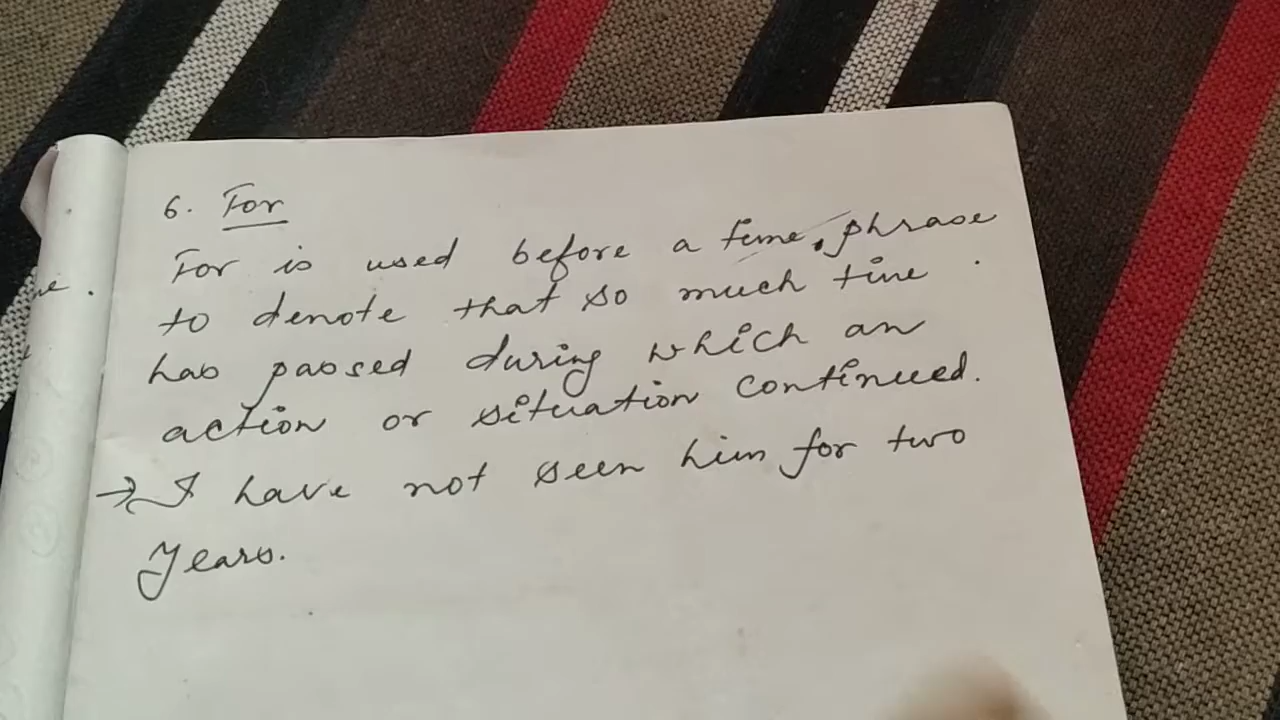 6. For
For is used before a time, phrase
to denote that so much time
has passed during which an
action or situation continued.
→ I have not seen him for two
years.